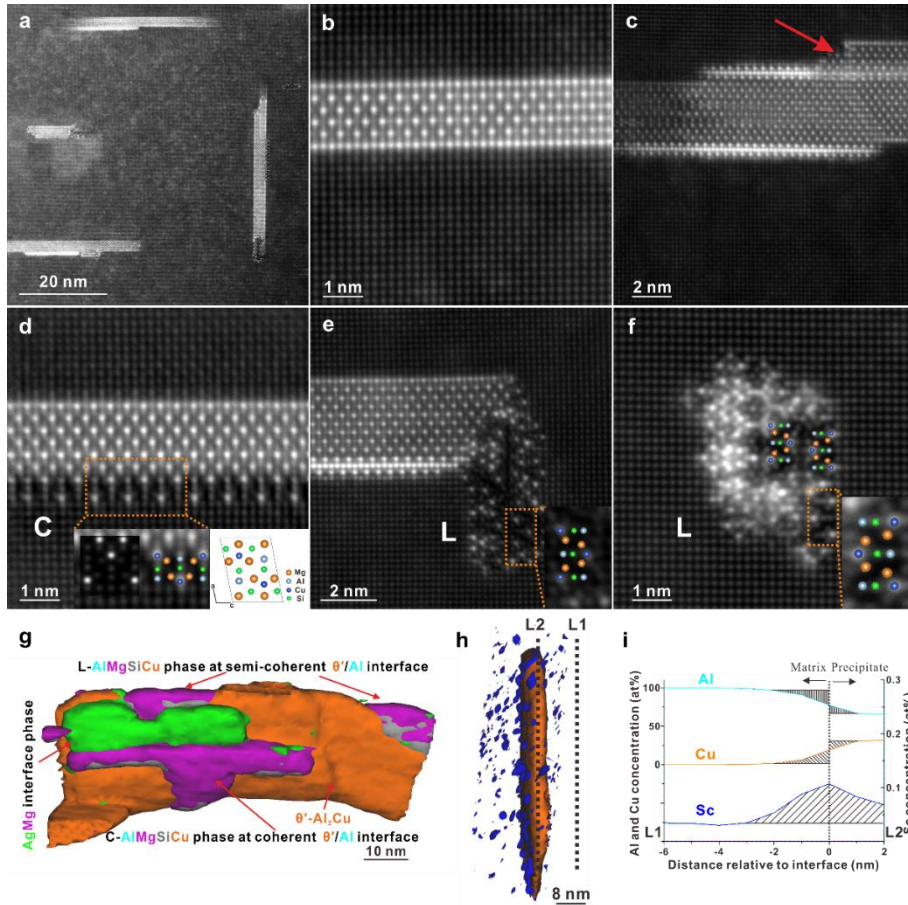 a
b
c
20 nm
1 nm
2 nm
d
e
f
C
L
L
Mg
Al
Cu
Si
a
c
1 nm
2 nm
1 nm
g
h
i
L-AlMgSiCu phase at semi-coherent θ′/Al interface
AgMg interface phase
θ′-Al₂Cu
C-AlMgSiCu phase at coherent θ′/Al interface
10 nm
L2
L1
8 nm
Matrix Precipitate
Al
Cu
Sc
L1
L2
Al and Cu concentration (at%)
100
50
0
Sc concentration (at%)
0.3
0.2
0.1
-6
-4
-2
0
2
Distance relative to interface (nm)